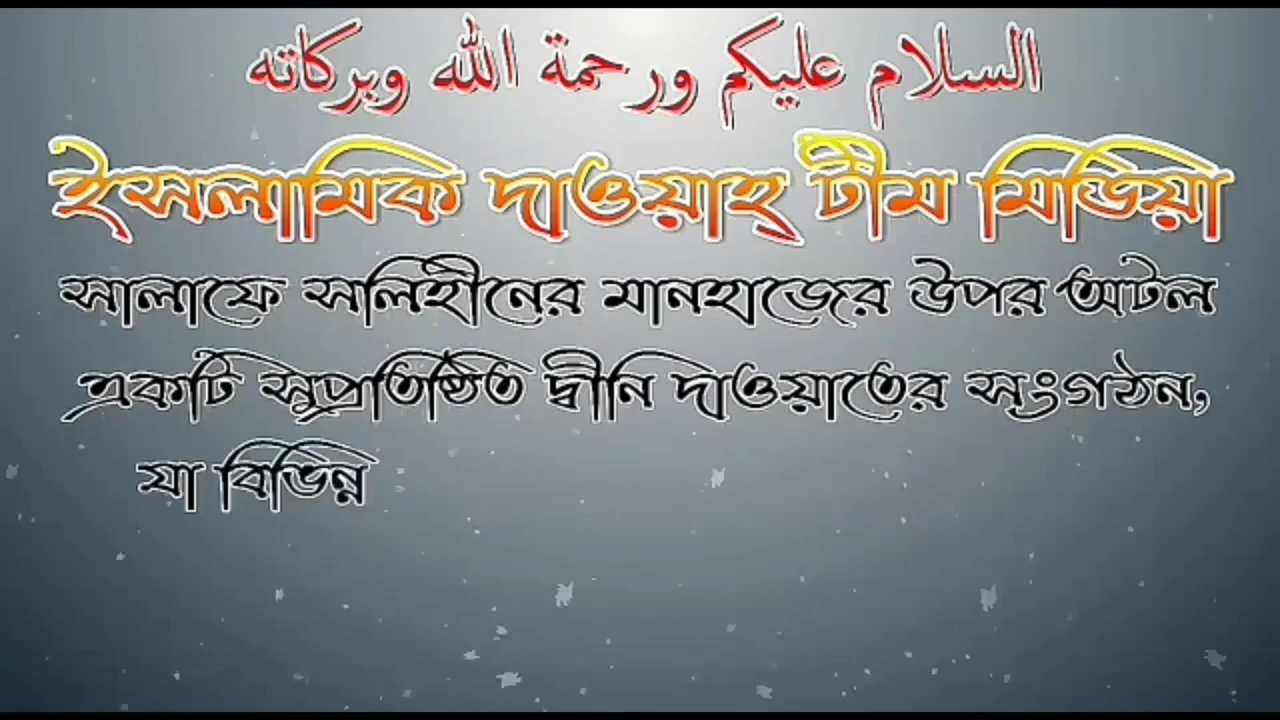 السلام عليكم ورحمة الله وبركاته
ইসলামিক দাওয়াহ্ টীম মিডিয়া
সালাফে সলিহীনের মানহাজের উপর অটল
একটি সুপ্রতিষ্ঠিত দ্বীনি দাওয়াতের সংগঠন,
যা বিভিন্ন